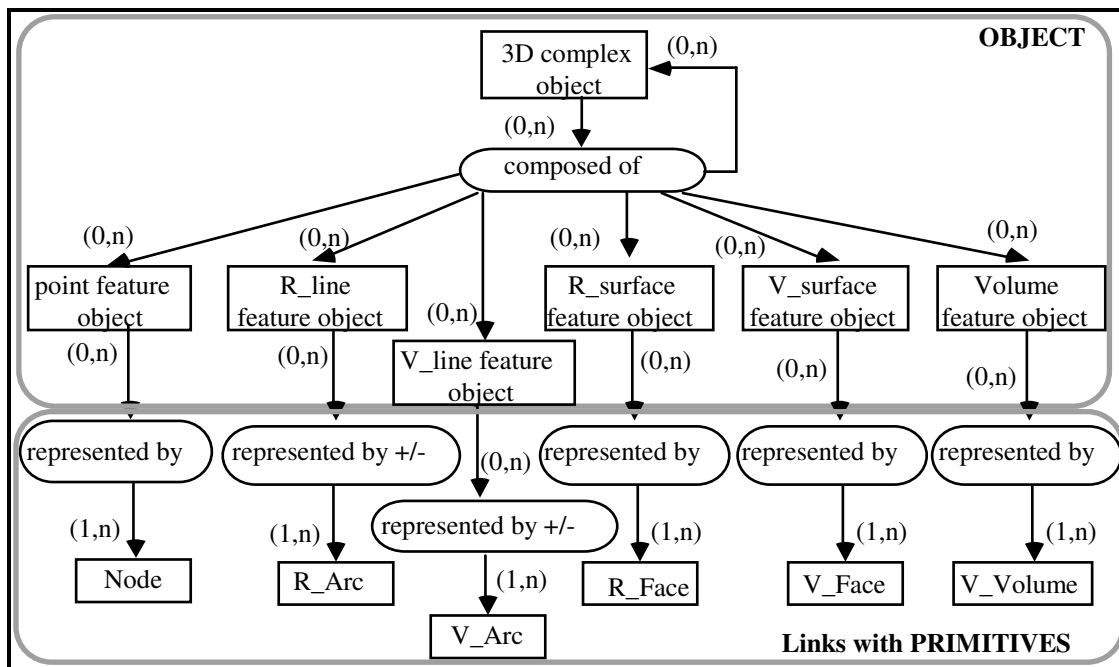 OBJECT
3D complex
object
(0,n)
(0,n)
composed of
(0,n)
(0,n)
(0,n)
(0,n)
(0,n)
(0,n)
point feature
object
R_line
feature object
V_line feature
object
R_surface
feature object
V_surface
feature object
Volume
feature object
(0,n)
(0,n)
(0,n)
(0,n)
(0,n)
(0,n)
represented by
represented by +/-
represented by +/-
represented by
represented by
represented by
(1,n)
(1,n)
(1,n)
(1,n)
(1,n)
(1,n)
Node
R_Arc
V_Arc
R_Face
V_Face
V_Volume
Links with PRIMITIVES